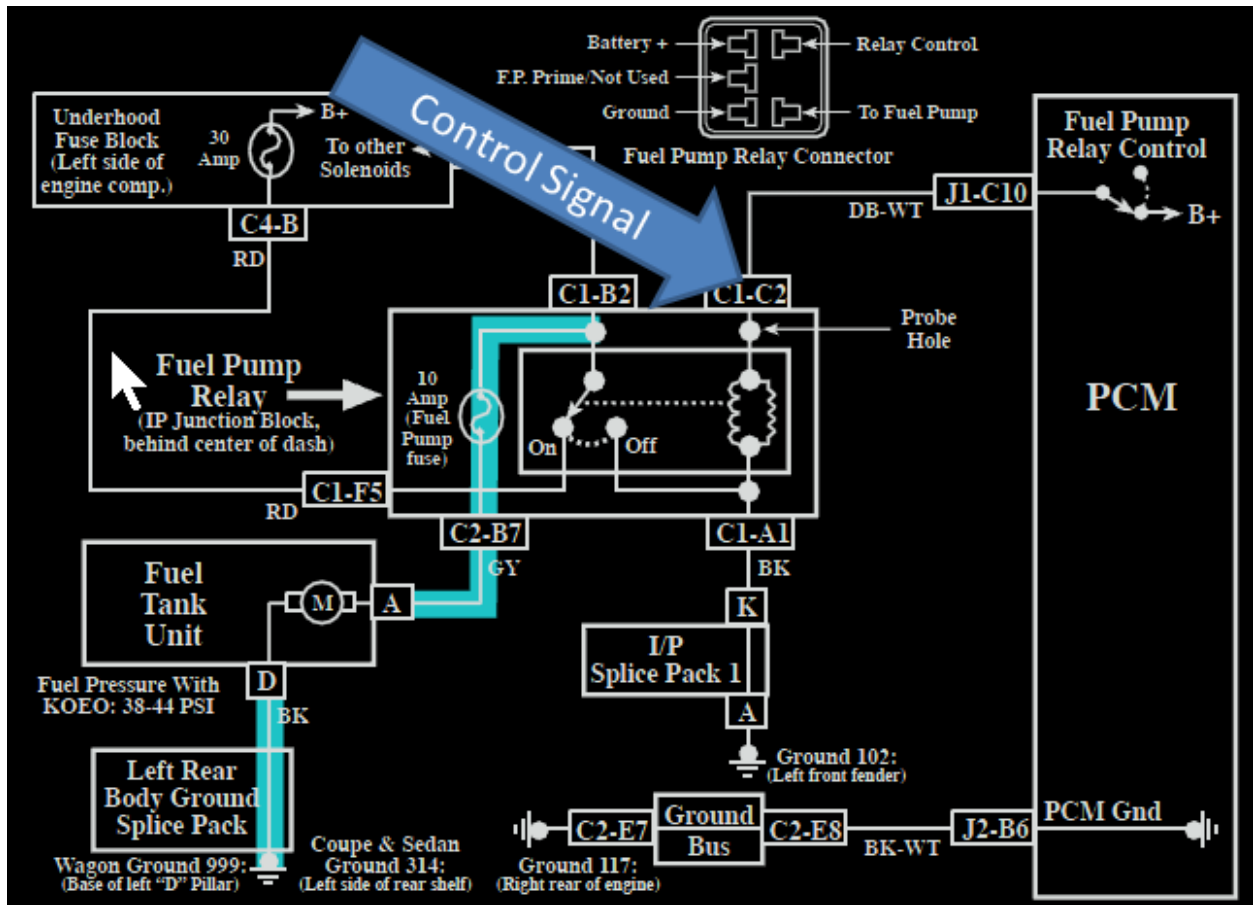 Battery +
Relay Control
F.P. Prime/Not Used
Ground
To Fuel Pump
Fuel Pump Relay Connector
Control Signal
Underhood
Fuse Block
(Left side of
engine comp.)
30
Amp
B+
To other
Solenoids
C4-B
RD
Fuel Pump
Relay Control
J1-C10
DB-WT
B+
C1-B2
C1-C2
Probe
Hole
Fuel Pump
Relay
(IP Junction Block,
behind center of dash)
10
Amp
(Fuel
Pump
fuse)
On
Off
PCM
C1-F5
RD
C2-B7
GY
C1-A1
BK
Fuel
Tank
Unit
M
A
D
K
I/P
Splice Pack 1
A
Fuel Pressure With
KOEO: 38-44 PSI
BK
Ground 102:
(Left front fender)
Left Rear
Body Ground
Splice Pack
Wagon Ground 999:
(Base of left "D" Pillar)
Coupe & Sedan
Ground 314:
(Left side of rear shelf)
C2-E7
Ground
Bus
C2-E8
BK-WT
J2-B6
PCM Gnd
Ground 117:
(Right rear of engine)